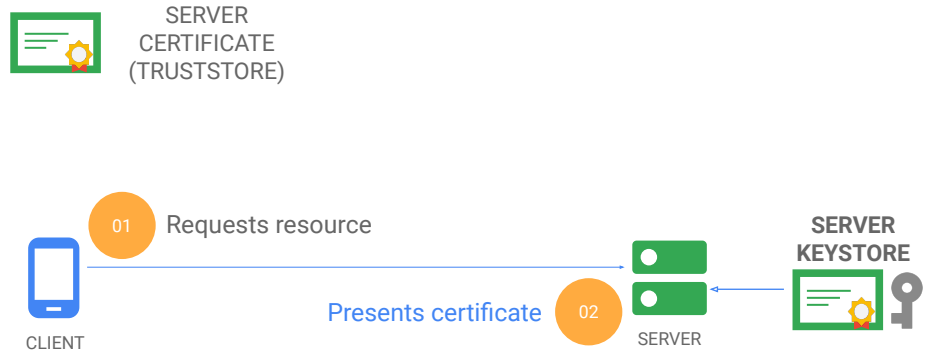 SERVER
CERTIFICATE
(TRUSTSTORE)
01
Requests resource
SERVER
KEYSTORE
Presents certificate
02
CLIENT
SERVER